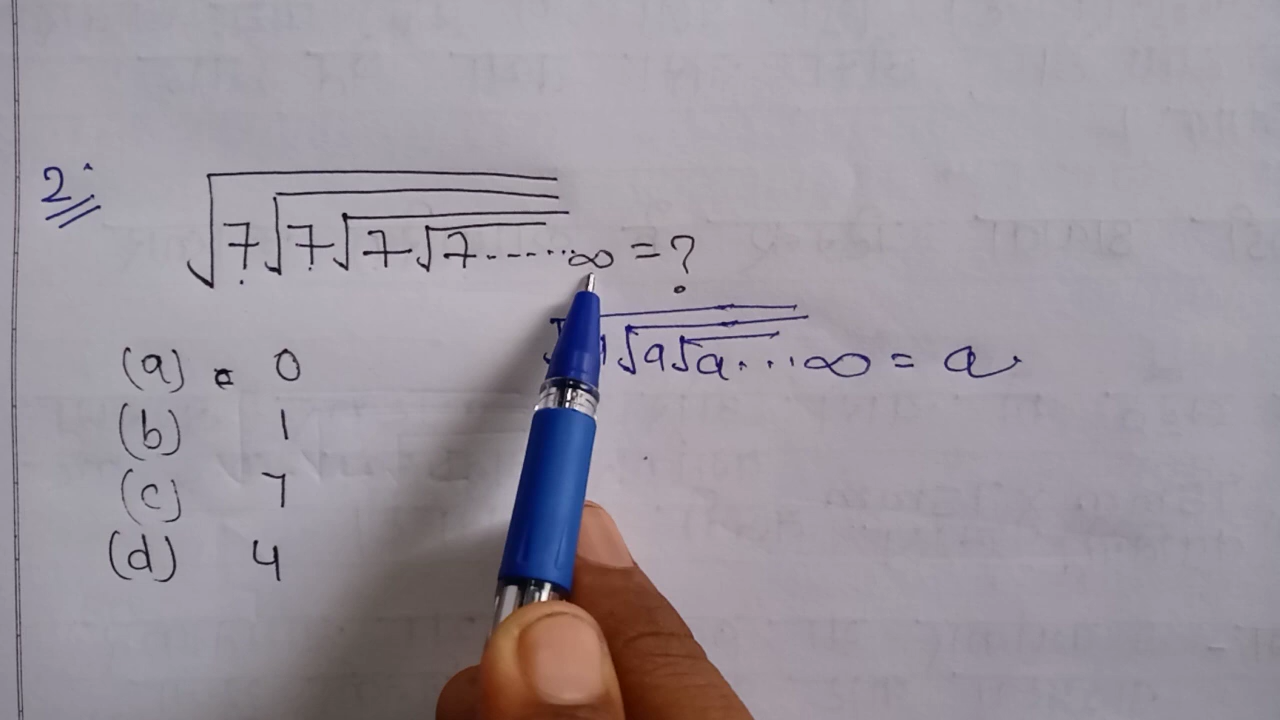 2.
√7√7√7√7......∞ = ?
√a√a...∞ = a
(a) 0
(b) 1
(c) 7
(d) 4